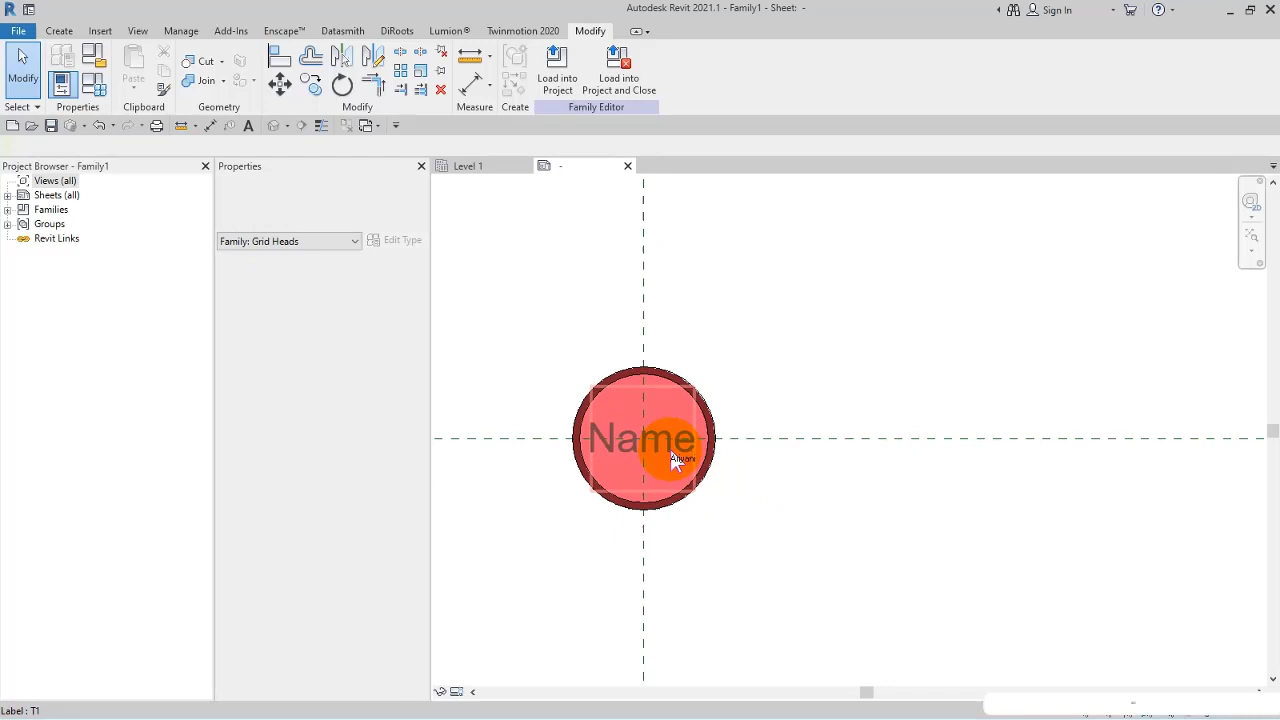 Autodesk Revit 2021.1 - Family1 - Sheet: -
Sign In
File Create Insert View Manage Add-Ins Enscape™ Datasmith DiRoots Lumion® Twinmotion 2020 Modify
Modify
Paste
Cut
Join
Load into Project
Load into Project and Close
Select Properties Clipboard Geometry Modify Measure Create Family Editor
Project Browser - Family1
Properties
Level 1
-
Views (all)
Sheets (all)
Families
Groups
Revit Links
Family: Grid Heads
Edit Type
2D
Name
Label : T1